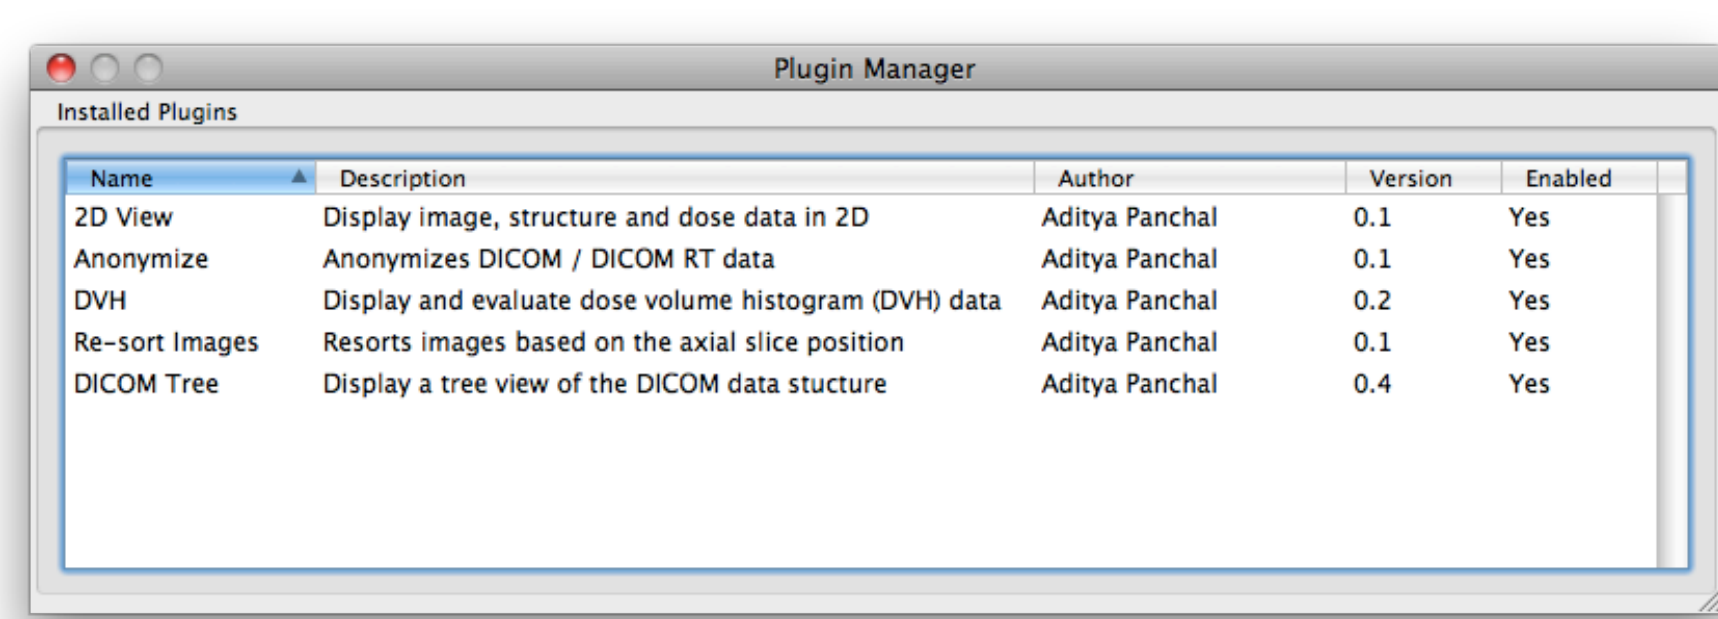 Plugin Manager
Installed Plugins
Name Description Author Version Enabled
2D View Display image, structure and dose data in 2D Aditya Panchal 0.1 Yes
Anonymize Anonymizes DICOM / DICOM RT data Aditya Panchal 0.1 Yes
DVH Display and evaluate dose volume histogram (DVH) data Aditya Panchal 0.2 Yes
Re-sort Images Resorts images based on the axial slice position Aditya Panchal 0.1 Yes
DICOM Tree Display a tree view of the DICOM data stucture Aditya Panchal 0.4 Yes